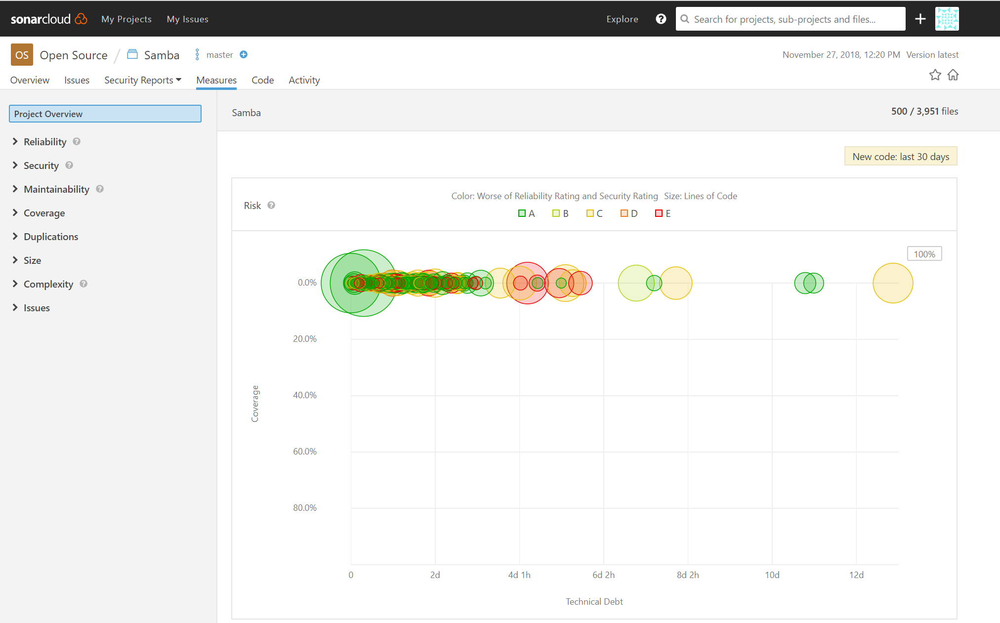 sonarcloud My Projects My Issues Explore ? Search for projects, sub-projects and files...
OS Open Source / Samba master November 27, 2018, 12:20 PM Version latest
Overview Issues Security Reports Measures Code Activity
Project Overview
Samba 500 / 3,951 files
Reliability ?
Security ?
Maintainability ?
Coverage
Duplications
Size
Complexity ?
Issues
New code: last 30 days
Risk ?
Color: Worse of Reliability Rating and Security Rating Size: Lines of Code
A B C D E
100%
0.0%
20.0%
40.0%
60.0%
80.0%
Coverage
0 2d 4d 1h 6d 2h 8d 2h 10d 12d
Technical Debt